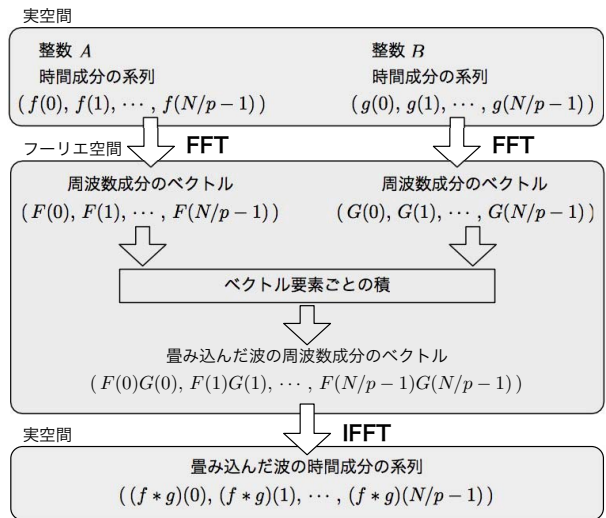 実空間
整数 A
整数 B
時間成分の系列
時間成分の系列
( f(0), f(1), ⋯ , f(N/p − 1) )
( g(0), g(1), ⋯ , g(N/p − 1) )
フーリエ空間
FFT
FFT
周波数成分のベクトル
周波数成分のベクトル
( F(0), F(1), ⋯ , F(N/p − 1) )
( G(0), G(1), ⋯ , G(N/p − 1) )
ベクトル要素ごとの積
畳み込んだ波の周波数成分のベクトル
( F(0)G(0), F(1)G(1), ⋯ , F(N/p − 1)G(N/p − 1) )
実空間
IFFT
畳み込んだ波の時間成分の系列
( (f ∗ g)(0), (f ∗ g)(1), ⋯ , (f ∗ g)(N/p − 1) )